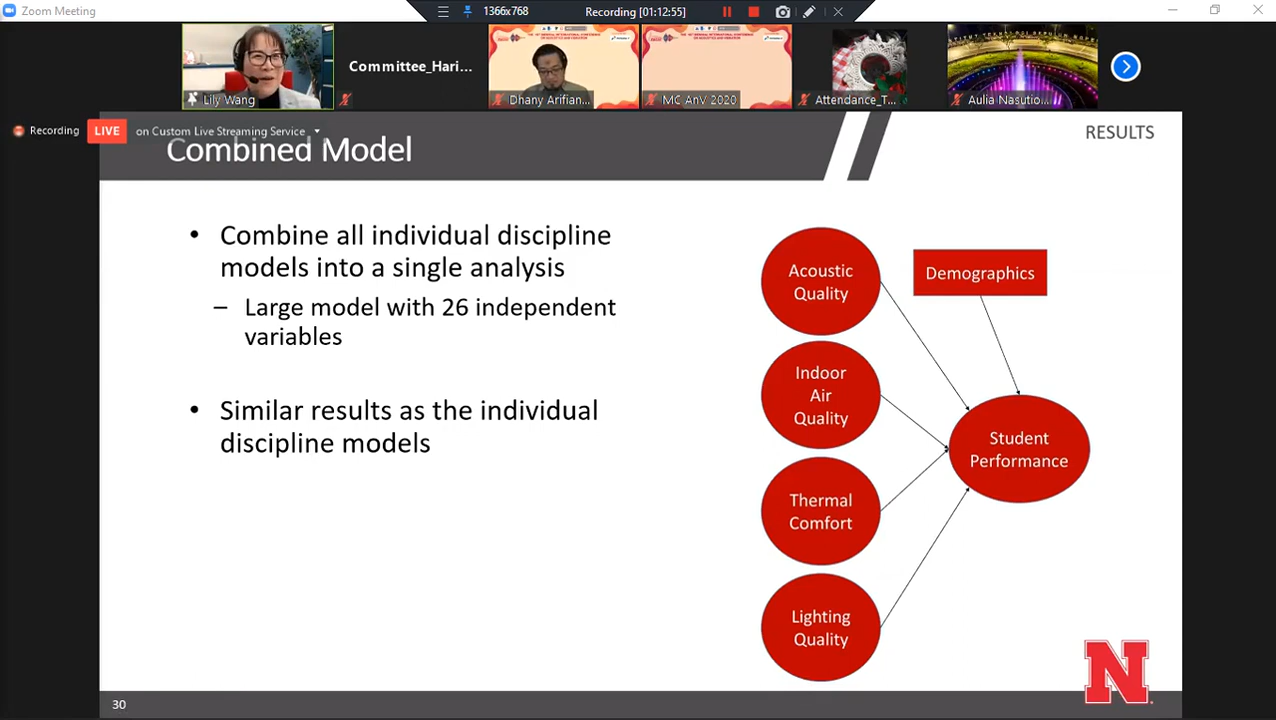 Zoom Meeting
1366x768
Recording [01:12:55]
Lily Wang
Committee_Hari...
Dhany Arifian...
MC AnV 2020
Attendance_T...
Aulia Nasutio...
Recording
LIVE
on Custom Live Streaming Service
RESULTS
Combined Model
• Combine all individual discipline
models into a single analysis
– Large model with 26 independent
variables
• Similar results as the individual
discipline models
Acoustic
Quality
Demographics
Indoor
Air
Quality
Student
Performance
Thermal
Comfort
Lighting
Quality
N
30